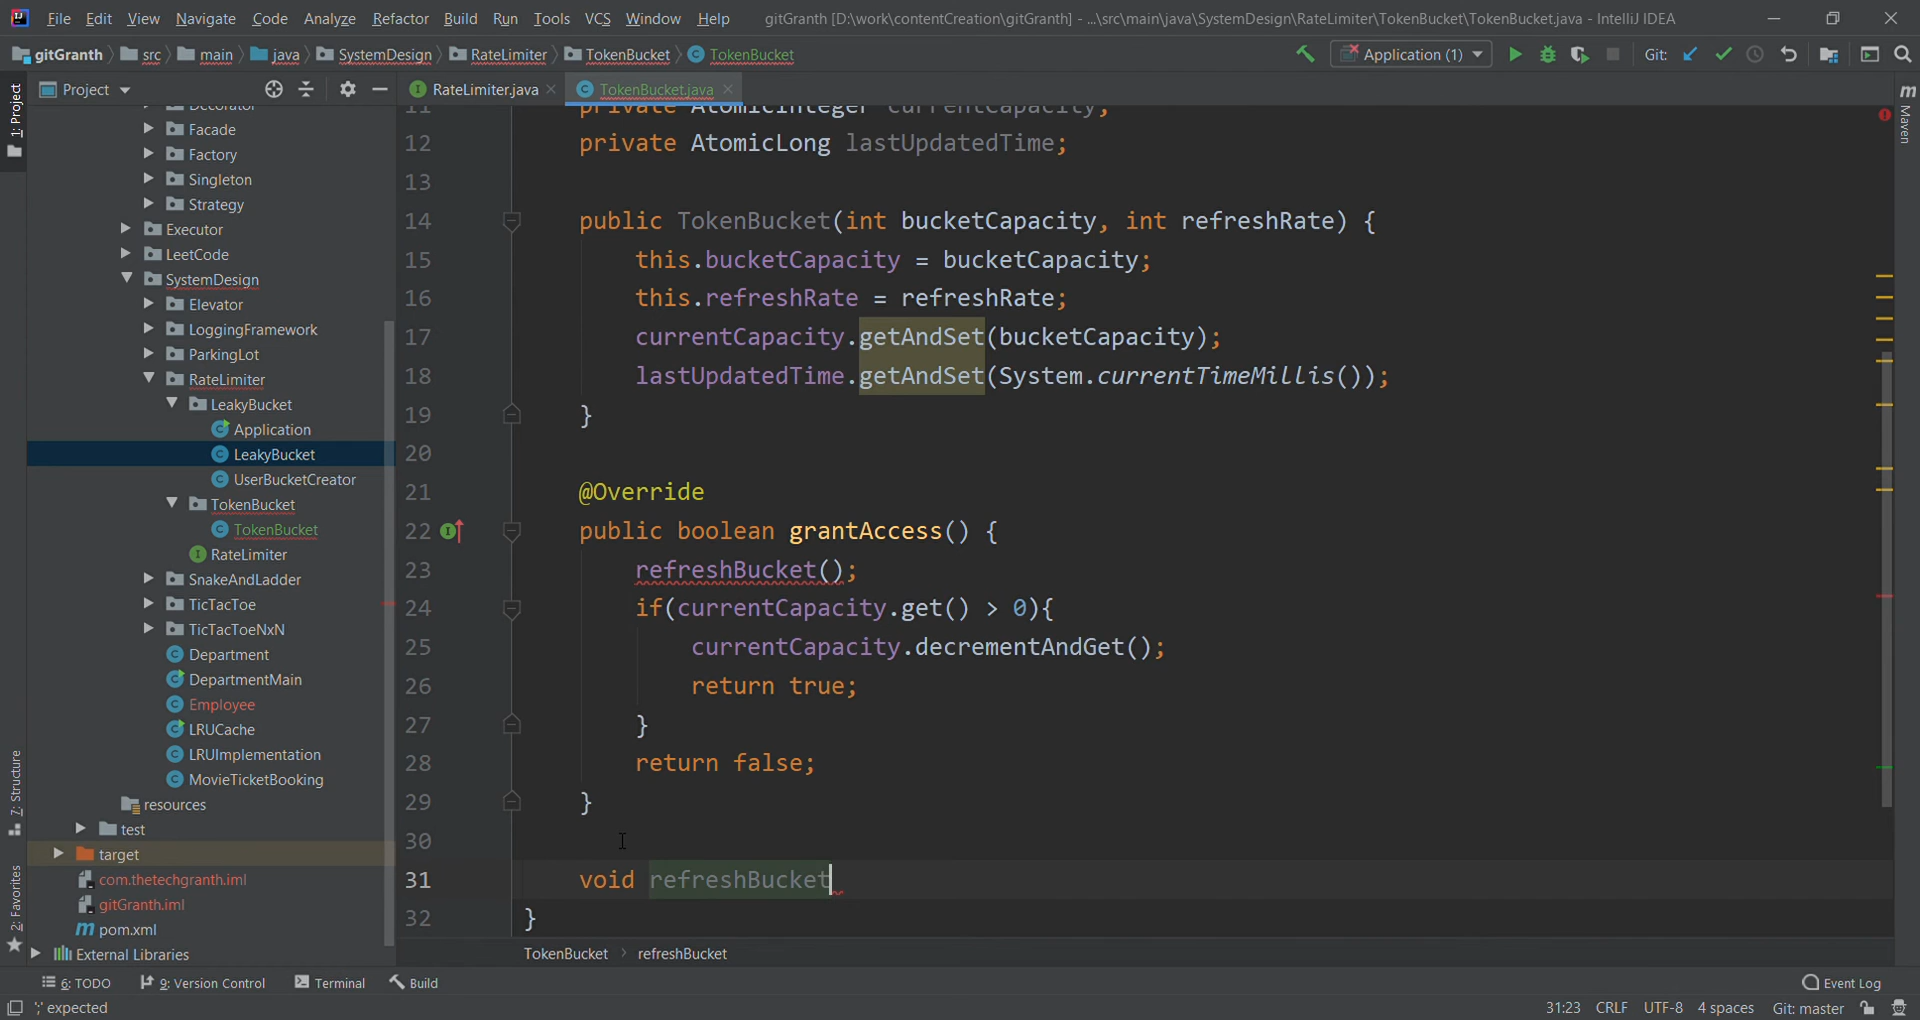 File Edit View Navigate Code Analyze Refactor Build Run Tools VCS Window Help gitGranth [D:\work\contentCreation\gitGranth] - ...\src\main\java\SystemDesign\RateLimiter\TokenBucket\TokenBucket.java - IntelliJ IDEA
gitGranth src main java SystemDesign RateLimiter TokenBucket TokenBucket Application (1) Git:
1: Project
Project
RateLimiter.java TokenBucket.java
Maven
Decorator
Facade
Factory
Singleton
Strategy
Executor
LeetCode
SystemDesign
Elevator
LoggingFramework
ParkingLot
RateLimiter
LeakyBucket
Application
LeakyBucket
UserBucketCreator
TokenBucket
TokenBucket
RateLimiter
SnakeAndLadder
TicTacToe
TicTacToeNxN
Department
DepartmentMain
Employee
LRUCache
LRUImplementation
MovieTicketBooking
resources
test
target
com.thetechgranth.iml
gitGranth.iml
pom.xml
External Libraries
7: Structure
2: Favorites
11 private AtomicInteger currentCapacity;
12 private AtomicLong lastUpdatedTime;
13
14 public TokenBucket(int bucketCapacity, int refreshRate) {
15 this.bucketCapacity = bucketCapacity;
16 this.refreshRate = refreshRate;
17 currentCapacity.getAndSet(bucketCapacity);
18 lastUpdatedTime.getAndSet(System.currentTimeMillis());
19 }
20
21 @Override
22 public boolean grantAccess() {
23 refreshBucket();
24 if(currentCapacity.get() > 0){
25 currentCapacity.decrementAndGet();
26 return true;
27 }
28 return false;
29 }
30
31 void refreshBucket
32 }
TokenBucket refreshBucket
6: TODO 9: Version Control Terminal Build Event Log
';' expected 31:23 CRLF UTF-8 4 spaces Git: master